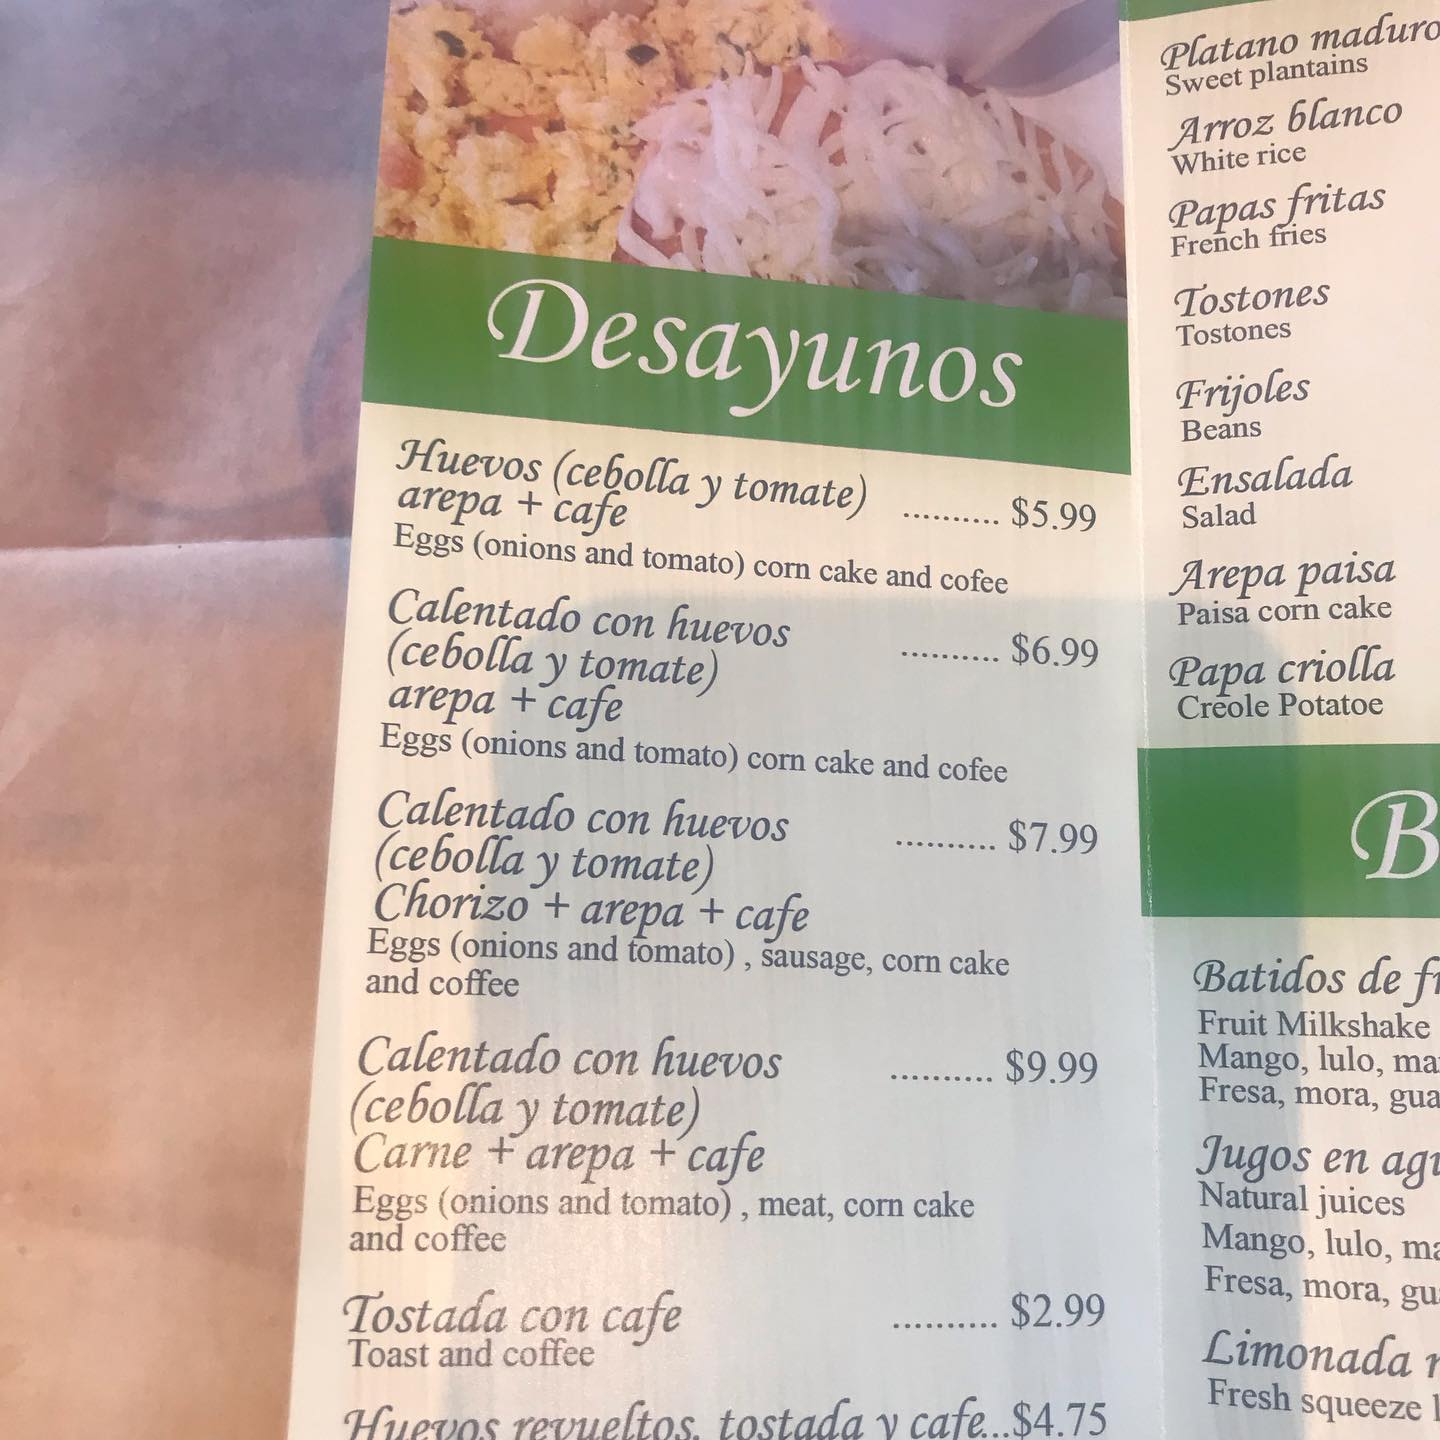 Desayunos
Huevos (cebolla y tomate)
arepa + cafe .......... $5.99
Eggs (onions and tomato) corn cake and cofee
Calentado con huevos .......... $6.99
(cebolla y tomate)
arepa + cafe
Eggs (onions and tomato) corn cake and cofee
Calentado con huevos .......... $7.99
(cebolla y tomate)
Chorizo + arepa + cafe
Eggs (onions and tomato) , sausage, corn cake
and coffee
Calentado con huevos .......... $9.99
(cebolla y tomate)
Carne + arepa + cafe
Eggs (onions and tomato) , meat, corn cake
and coffee
Tostada con cafe .......... $2.99
Toast and coffee
Huevos revueltos, tostada y cafe...$4.75
Platano maduro
Sweet plantains
Arroz blanco
White rice
Papas fritas
French fries
Tostones
Tostones
Frijoles
Beans
Ensalada
Salad
Arepa paisa
Paisa corn cake
Papa criolla
Creole Potatoe
B
Batidos de
Fruit Milkshake
Mango, lulo,
Fresa, mora,
Jugos en
Natural juices
Mango, lulo,
Fresa, mora,
Limonada
Fresh squeeze